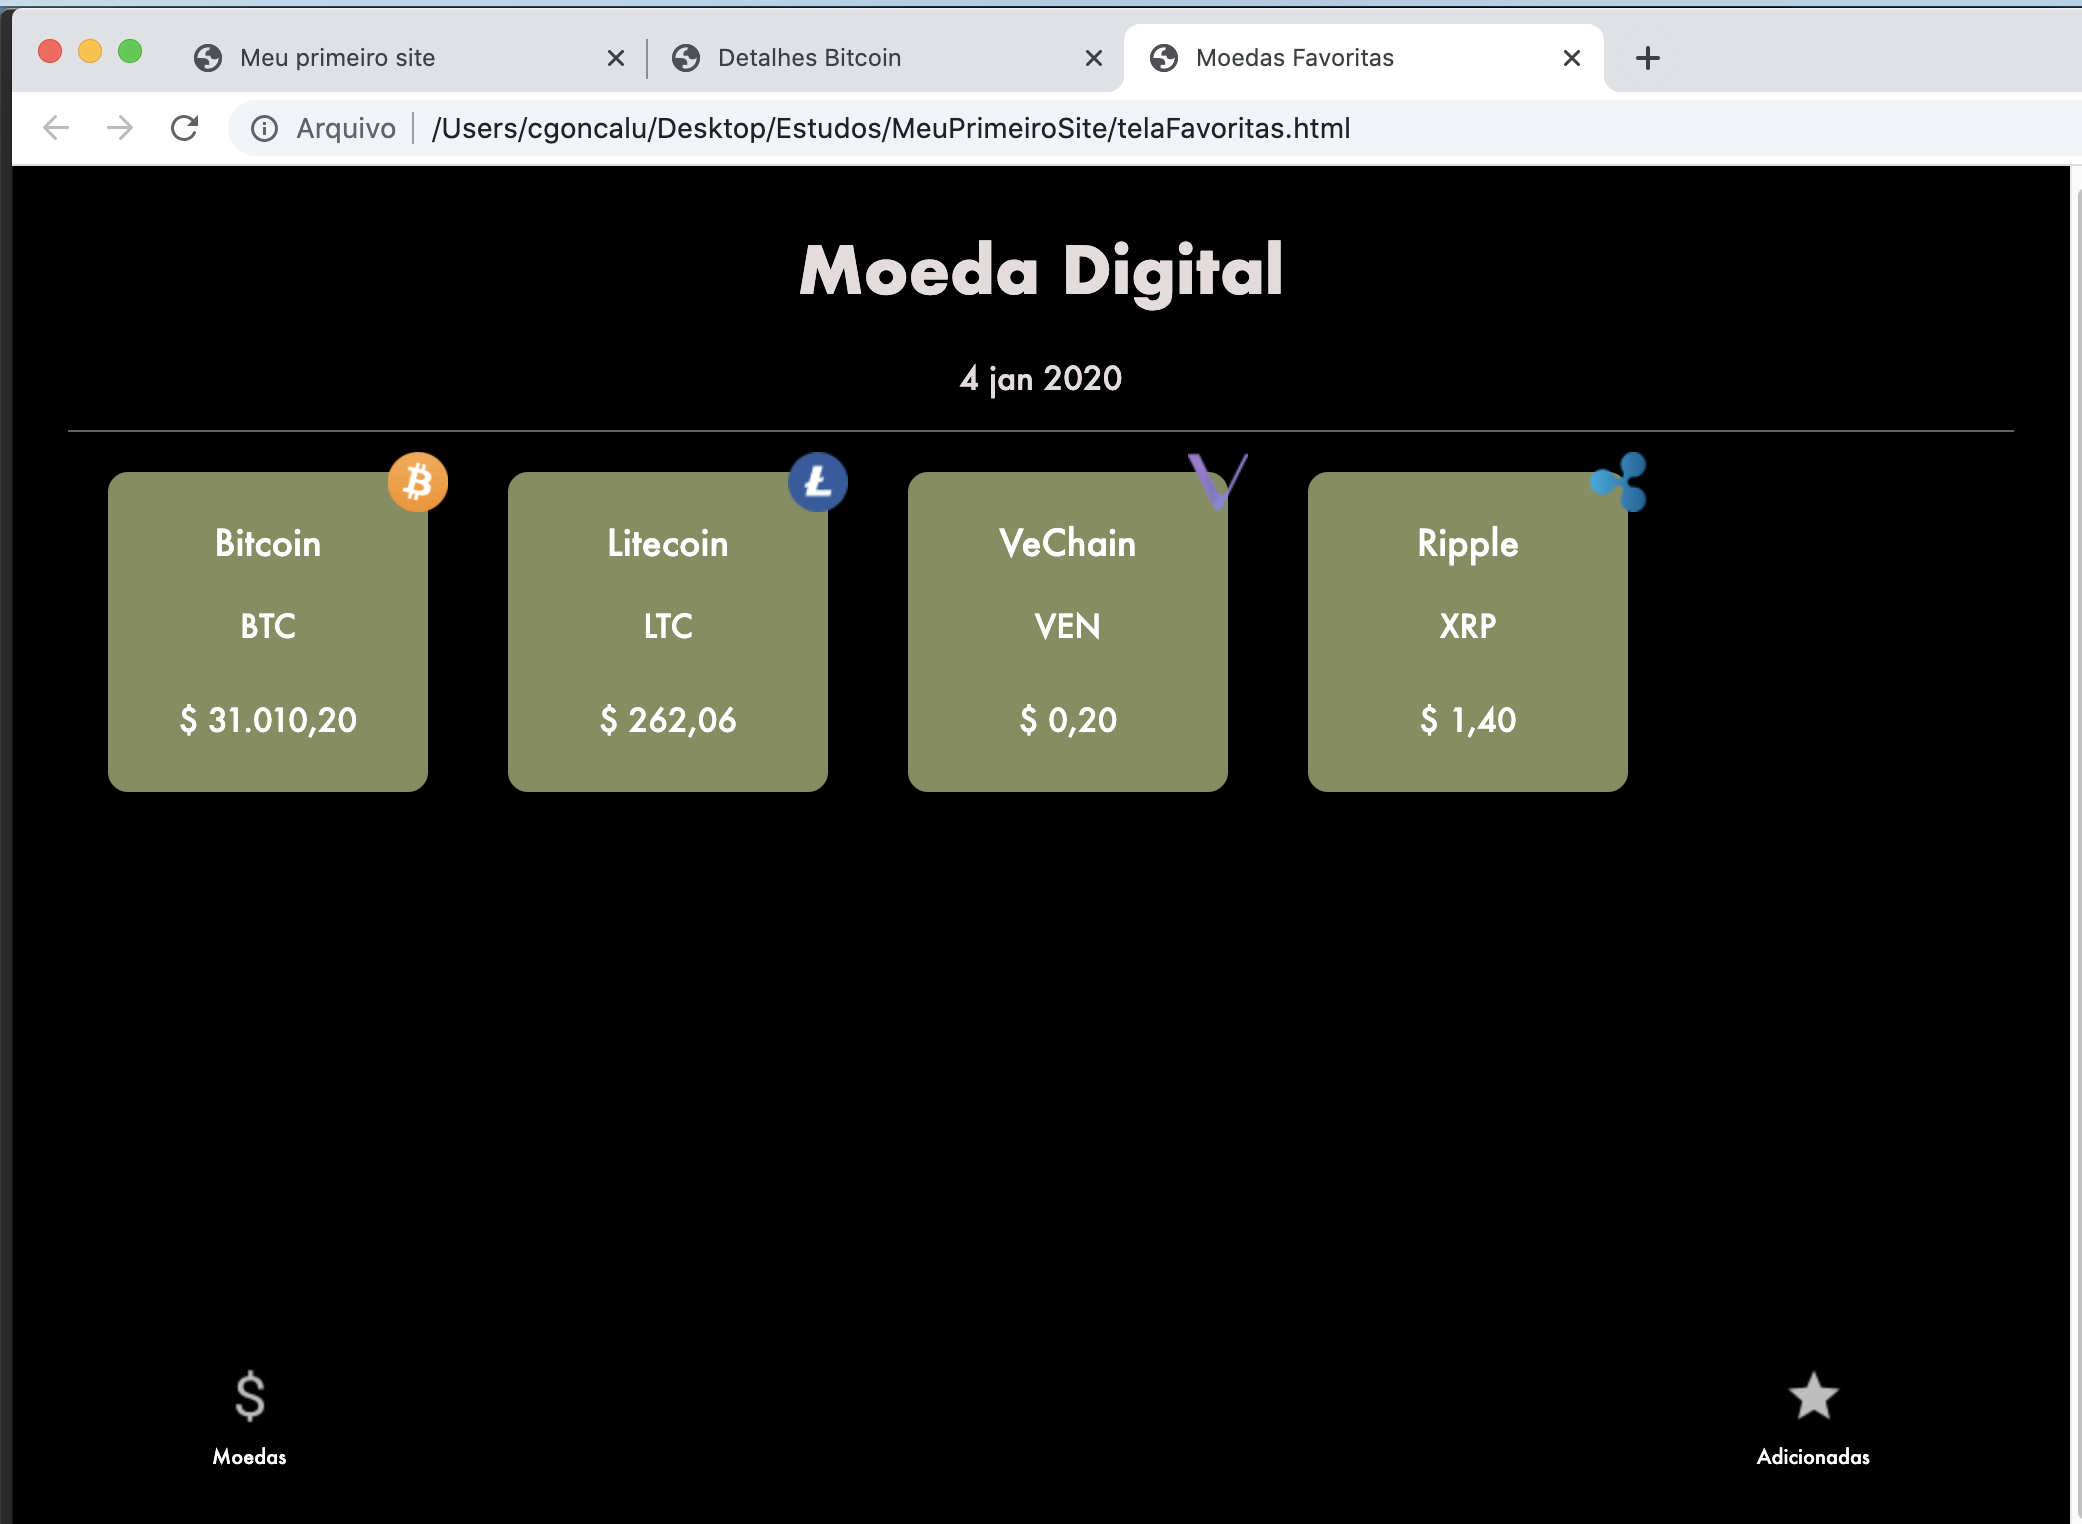 Meu primeiro site
Detalhes Bitcoin
Moedas Favoritas
Arquivo
/Users/cgoncalu/Desktop/Estudos/MeuPrimeiroSite/telaFavoritas.html
Moeda Digital
4 jan 2020
Bitcoin
BTC
$ 31.010,20
Litecoin
LTC
$ 262,06
VeChain
VEN
$ 0,20
Ripple
XRP
$ 1,40
Moedas
Adicionadas